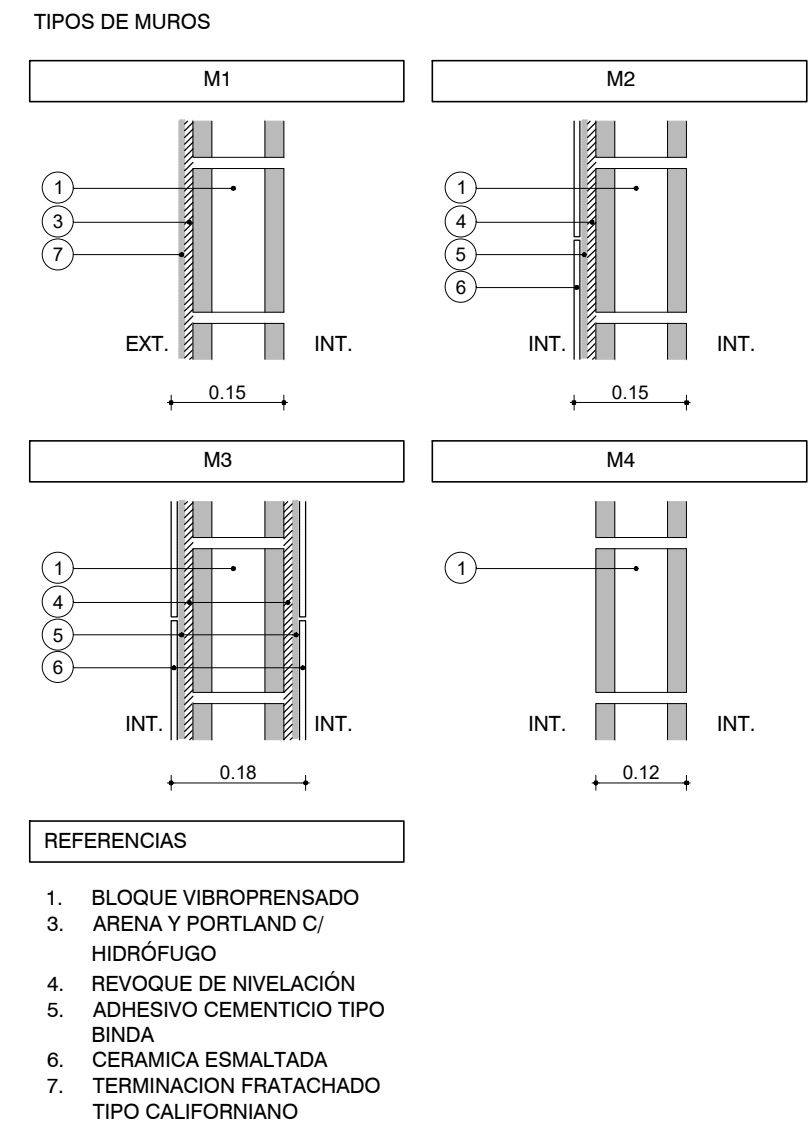 TIPOS DE MUROS
M1
1
3
7
EXT.
INT.
0.15
M2
1
4
5
6
INT.
INT.
0.15
M3
1
4
5
6
INT.
INT.
0.18
M4
1
INT.
INT.
0.12
REFERENCIAS
1. BLOQUE VIBROPRENSADO
3. ARENA Y PORTLAND C/
HIDRÓFUGO
4. REVOQUE DE NIVELACIÓN
5. ADHESIVO CEMENTICIO TIPO
BINDA
6. CERAMICA ESMALTADA
7. TERMINACION FRATACHADO
TIPO CALIFORNIANO